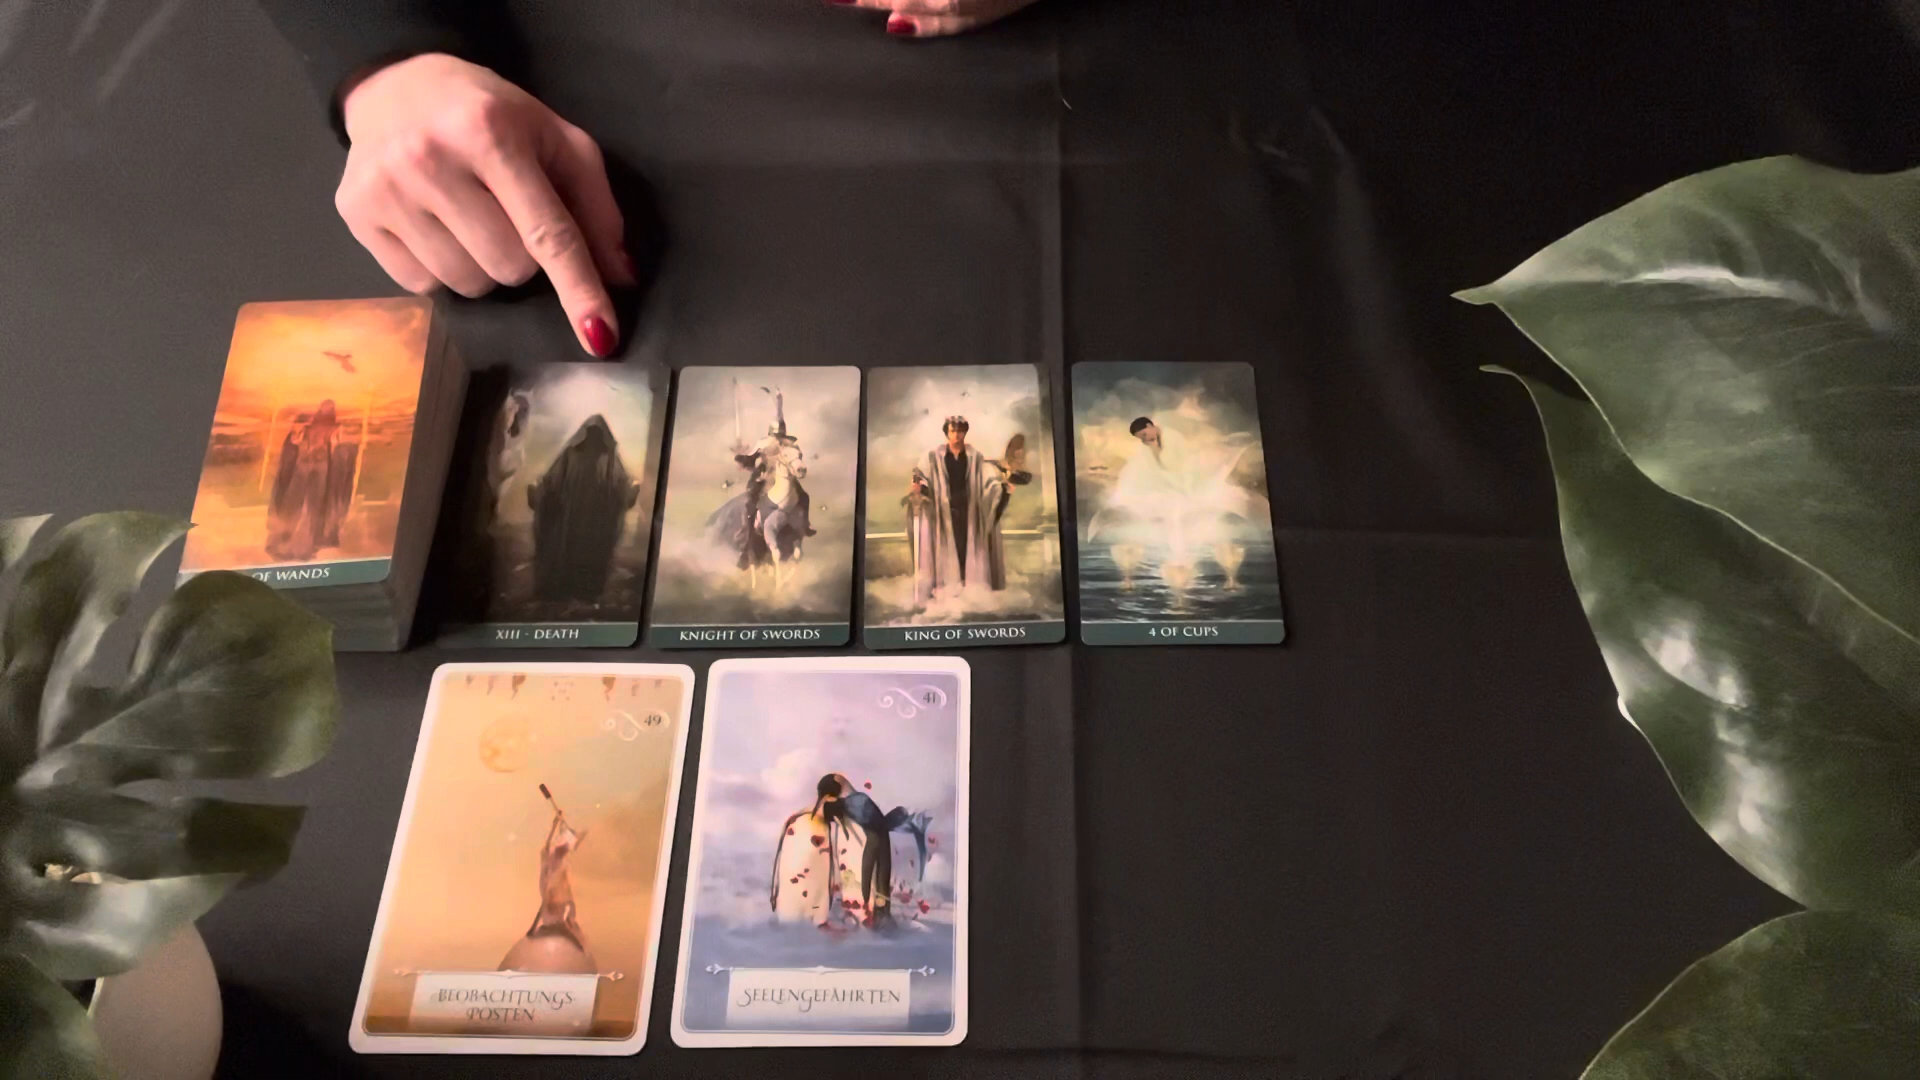 OF WANDS
XIII - DEATH
KNIGHT OF SWORDS
KING OF SWORDS
4 OF CUPS
49
BEOBACHTUNGS-
POSTEN
41
SEELENGEFÄHRTEN